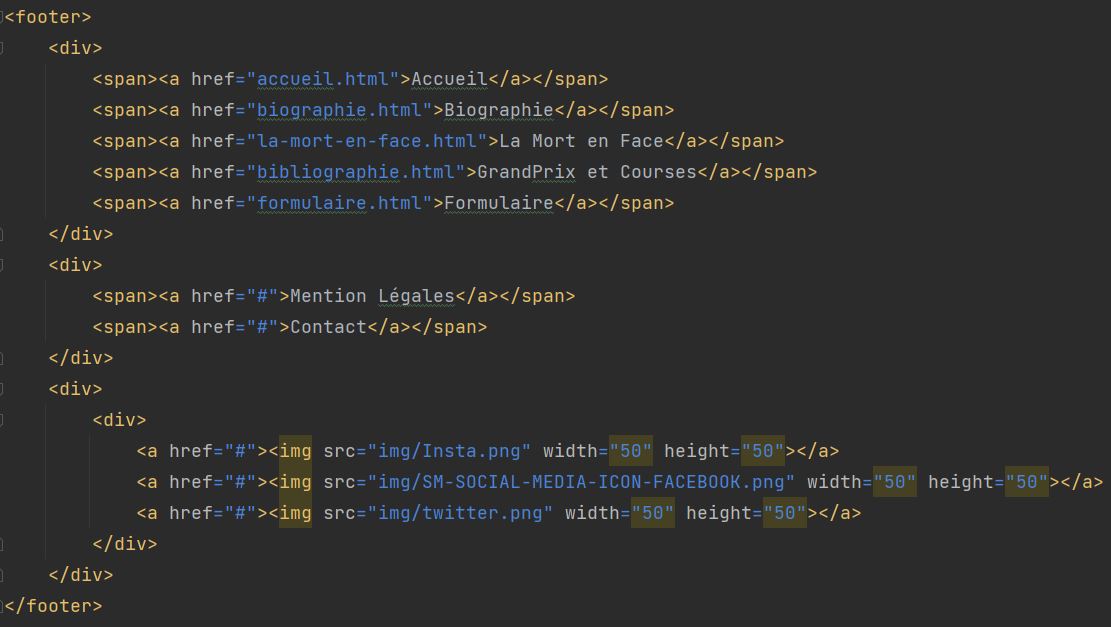 <footer>
    <div>
        <span><a href="accueil.html">Accueil</a></span>
        <span><a href="biographie.html">Biographie</a></span>
        <span><a href="la-mort-en-face.html">La Mort en Face</a></span>
        <span><a href="bibliographie.html">GrandPrix et Courses</a></span>
        <span><a href="formulaire.html">Formulaire</a></span>
    </div>
    <div>
        <span><a href="#">Mention Légales</a></span>
        <span><a href="#">Contact</a></span>
    </div>
    <div>
        <div>
            <a href="#"><img src="img/Insta.png" width="50" height="50"></a>
            <a href="#"><img src="img/SM-SOCIAL-MEDIA-ICON-FACEBOOK.png" width="50" height="50"></a>
            <a href="#"><img src="img/twitter.png" width="50" height="50"></a>
        </div>
    </div>
</footer>